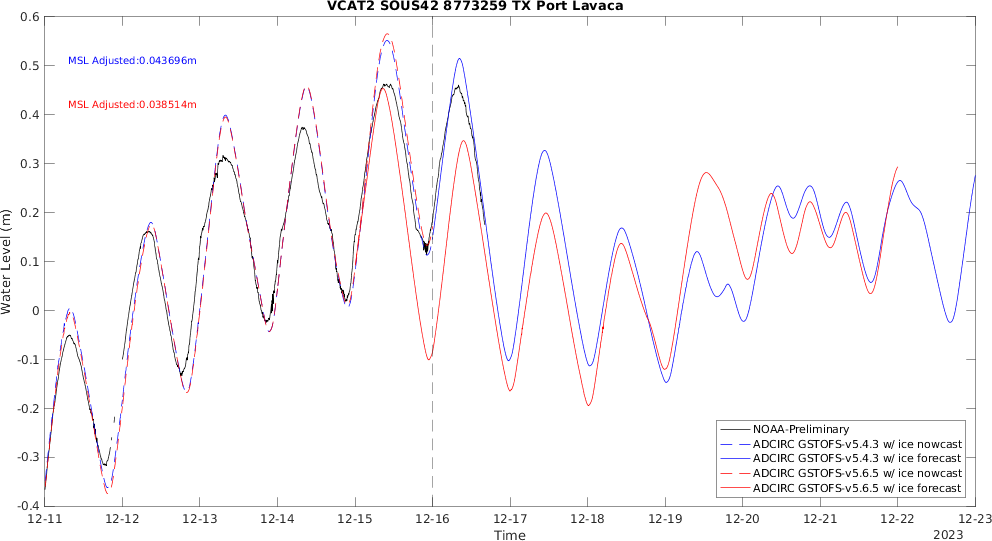 VCAT2 SOUS42 8773259 TX Port Lavaca
0.6
0.5
0.4
0.3
0.2
0.1
0
-0.1
-0.2
-0.3
-0.4
Water Level (m)
MSL Adjusted:0.043696m
MSL Adjusted:0.038514m
NOAA-Preliminary
ADCIRC GSTOFS-v5.4.3 w/ ice nowcast
ADCIRC GSTOFS-v5.4.3 w/ ice forecast
ADCIRC GSTOFS-v5.6.5 w/ ice nowcast
ADCIRC GSTOFS-v5.6.5 w/ ice forecast
12-11 12-12 12-13 12-14 12-15 12-16 12-17 12-18 12-19 12-20 12-21 12-22 12-23
Time
2023